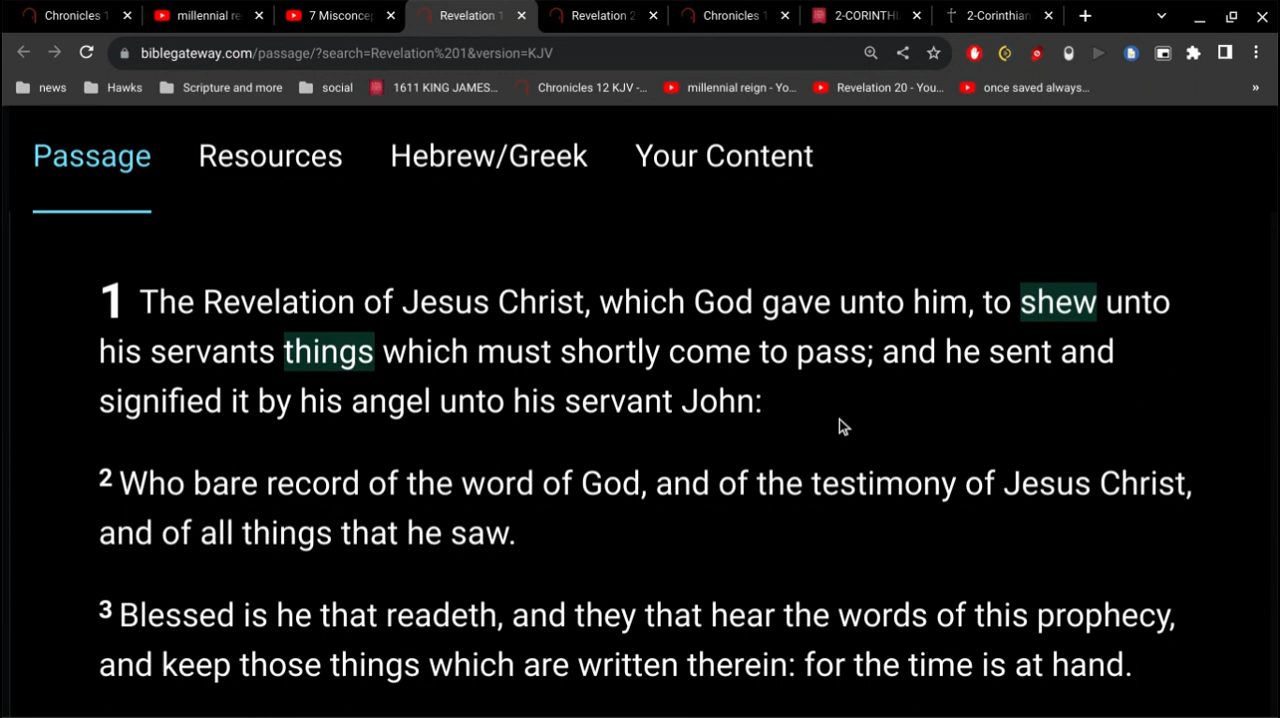 Chronicles 1
millennial re
7 Misconce
Revelation 1
Revelation 2
Chronicles 1
2-CORINTHI
2-Corinthian
biblegateway.com/passage/?search=Revelation%201&version=KJV
news
Hawks
Scripture and more
social
1611 KING JAMES...
Chronicles 12 KJV -...
millennial reign - Yo...
Revelation 20 - You...
once saved always...
»
Passage
Resources
Hebrew/Greek
Your Content
1 The Revelation of Jesus Christ, which God gave unto him, to shew unto
his servants things which must shortly come to pass; and he sent and
signified it by his angel unto his servant John:
2 Who bare record of the word of God, and of the testimony of Jesus Christ,
and of all things that he saw.
3 Blessed is he that readeth, and they that hear the words of this prophecy,
and keep those things which are written therein: for the time is at hand.